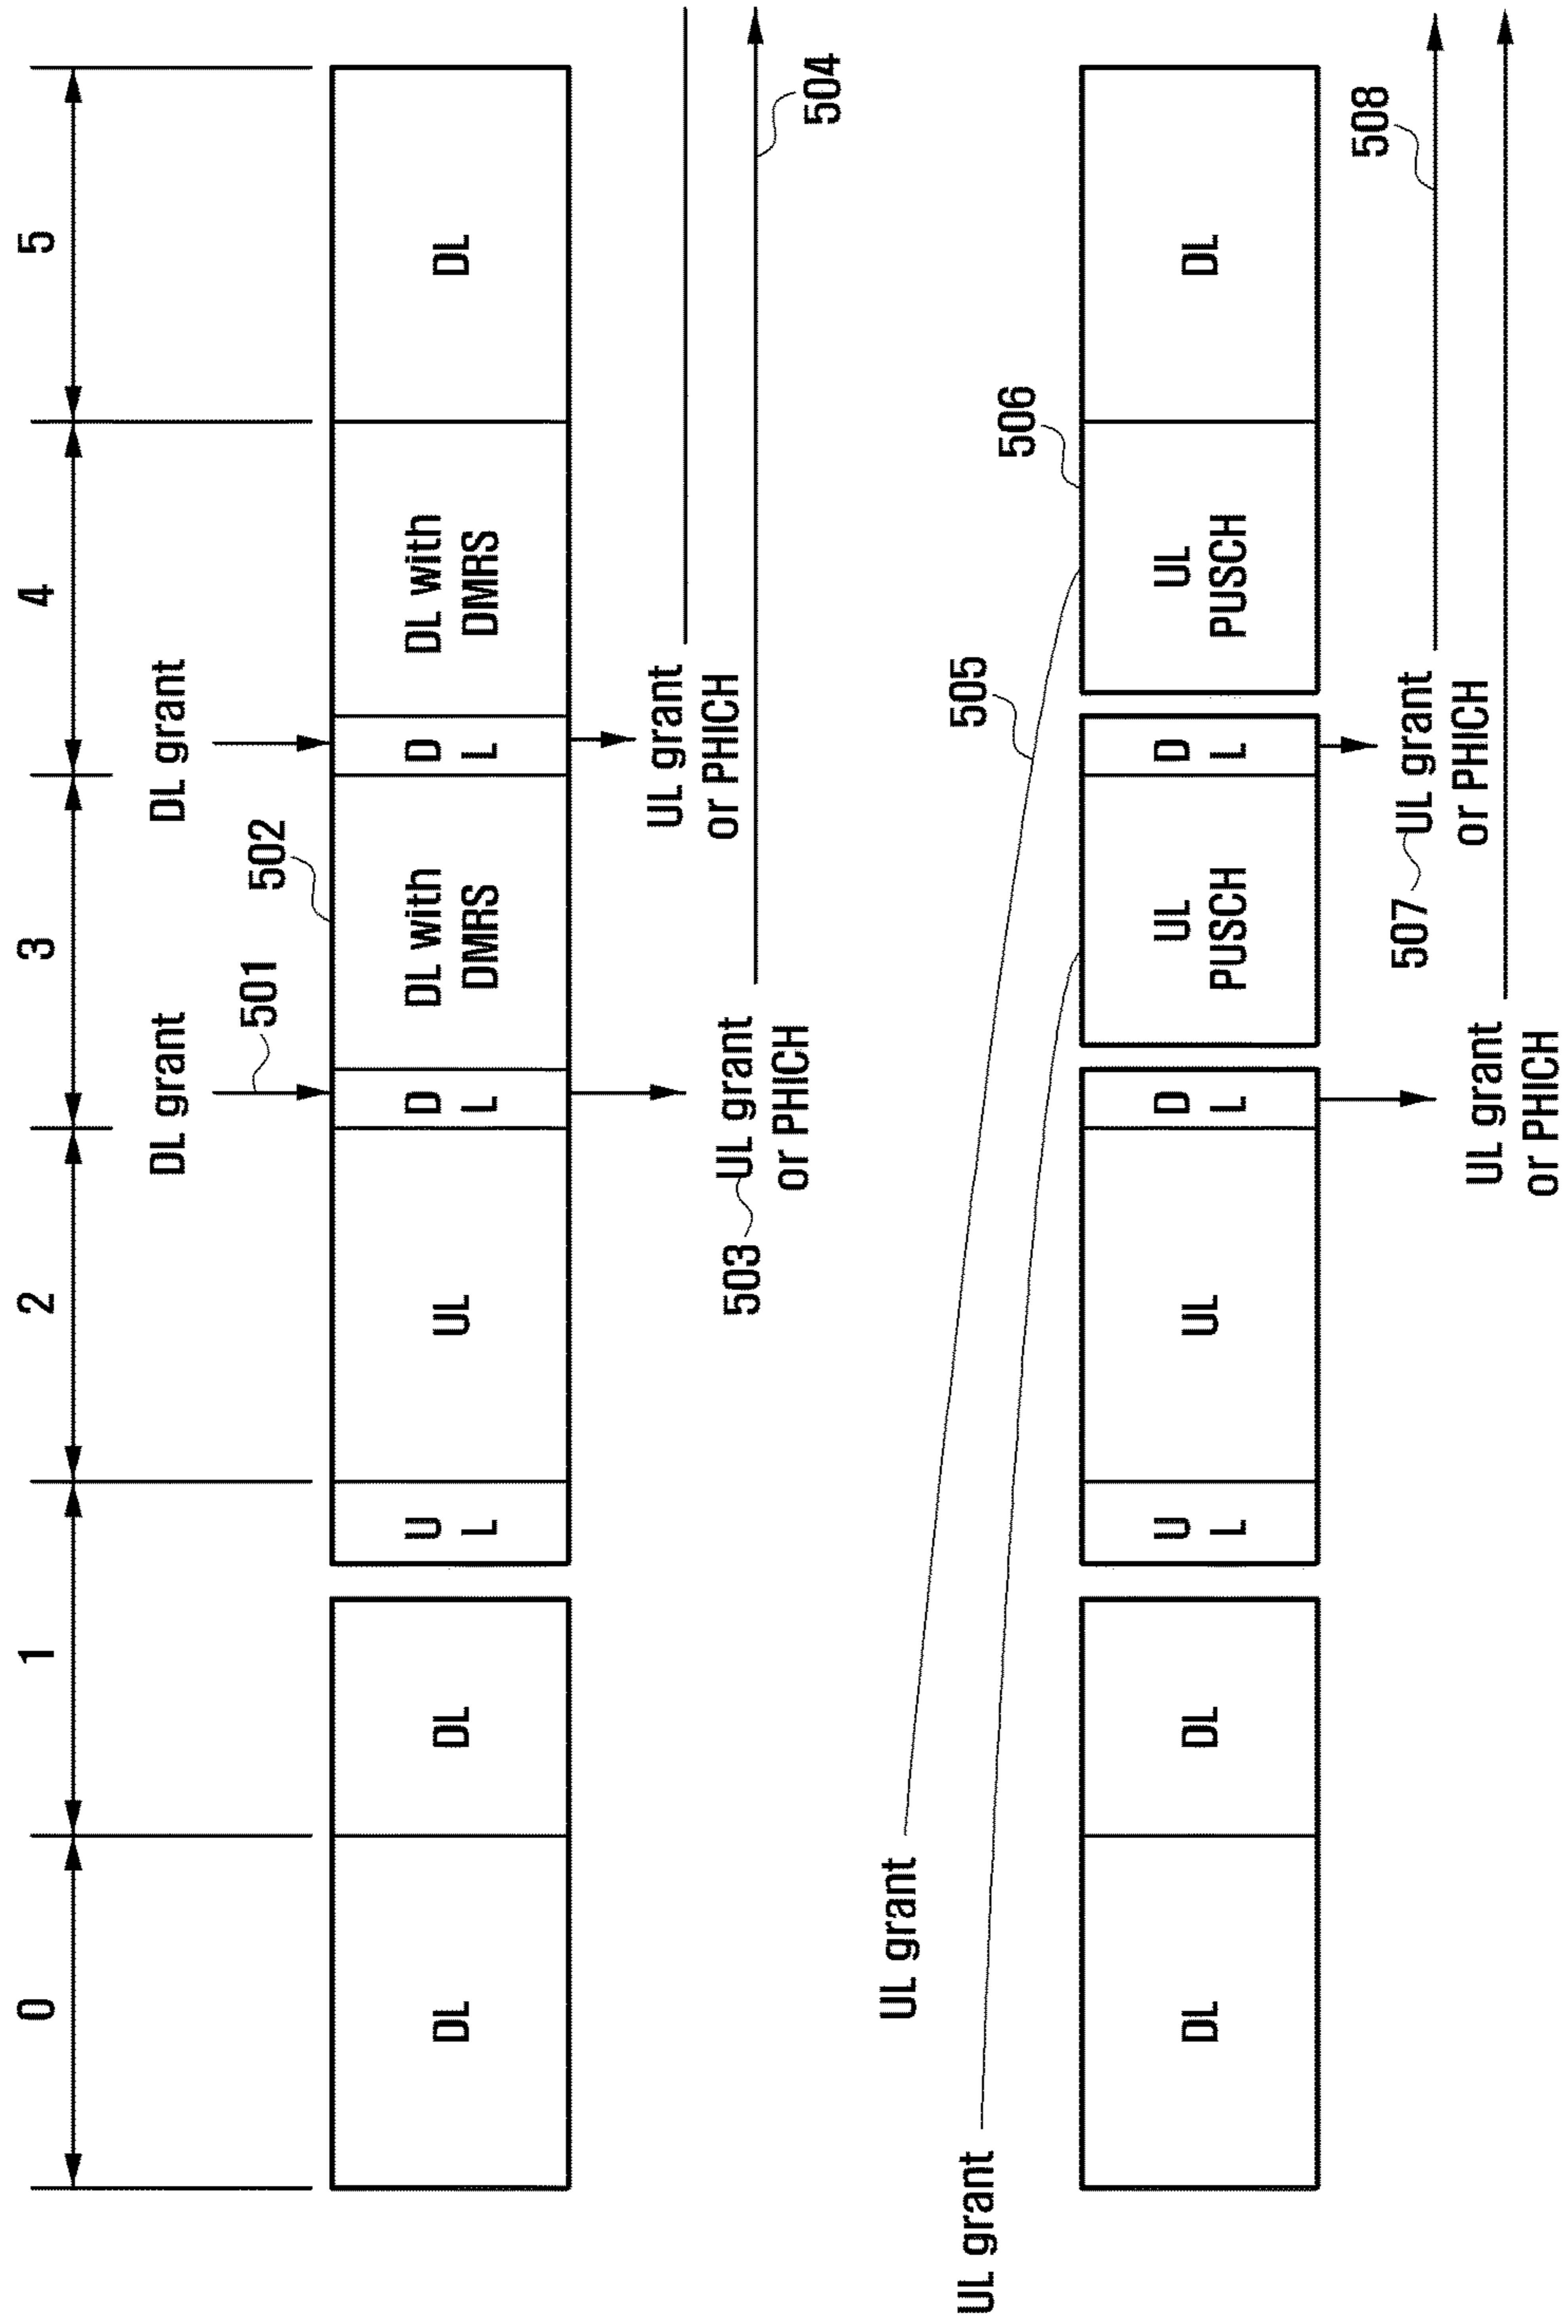 0
1
2
3
4
5
DL grant
DL grant
501
502
DL
DL
U
L
UL
D
L
DL with
DMRS
D
L
DL with
DMRS
DL
UL grant
or PHICH
503
UL grant
or PHICH
504
UL grant
UL grant
505
506
DL
DL
U
L
UL
D
L
UL
PUSCH
D
L
UL
PUSCH
DL
508
507
UL grant
or PHICH
UL grant
or PHICH